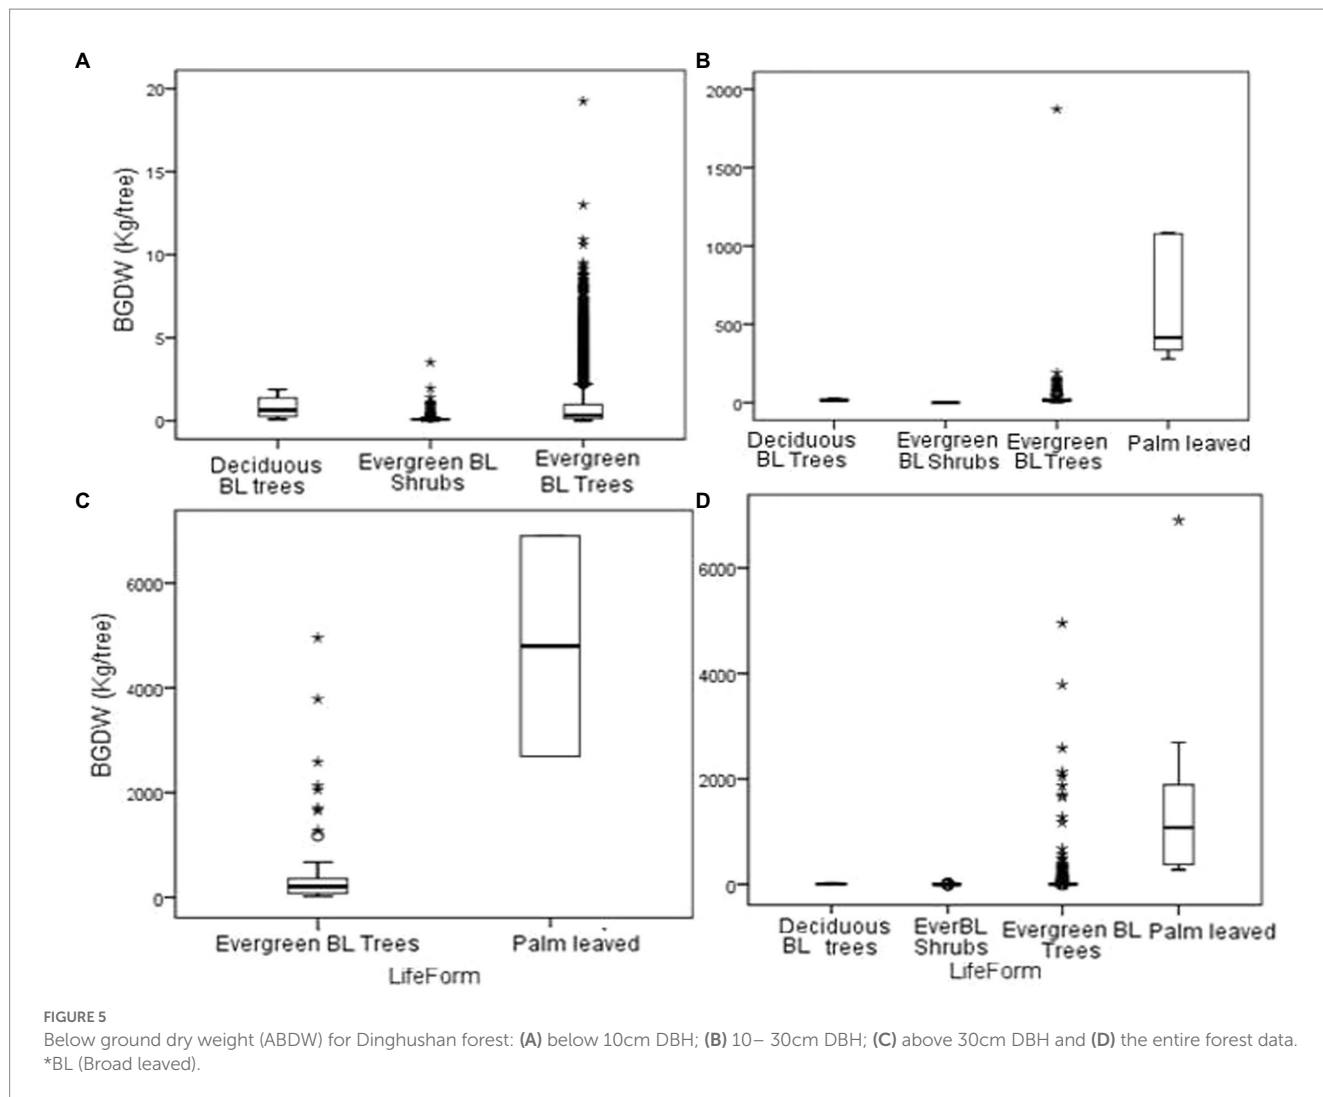 A
BGDW (Kg/tree)
20
15
10
5
0
Deciduous
BL trees
Evergreen BL
Shrubs
Evergreen
BL Trees
B
2000
1500
1000
500
0
Deciduous
BL Trees
Evergreen
BL Shrubs
Evergreen
BL Trees
Palm leaved
C
BGDW (Kg/tree)
6000
4000
2000
0
Evergreen BL Trees
Palm leaved
LifeForm
D
6000
4000
2000
0
Deciduous
BL trees
EverBL
Shrubs
Evergreen BL
Trees
Palm leaved
LifeForm
FIGURE 5
Below ground dry weight (ABDW) for Dinghushan forest: (A) below 10cm DBH; (B) 10– 30cm DBH; (C) above 30cm DBH and (D) the entire forest data.
*BL (Broad leaved).